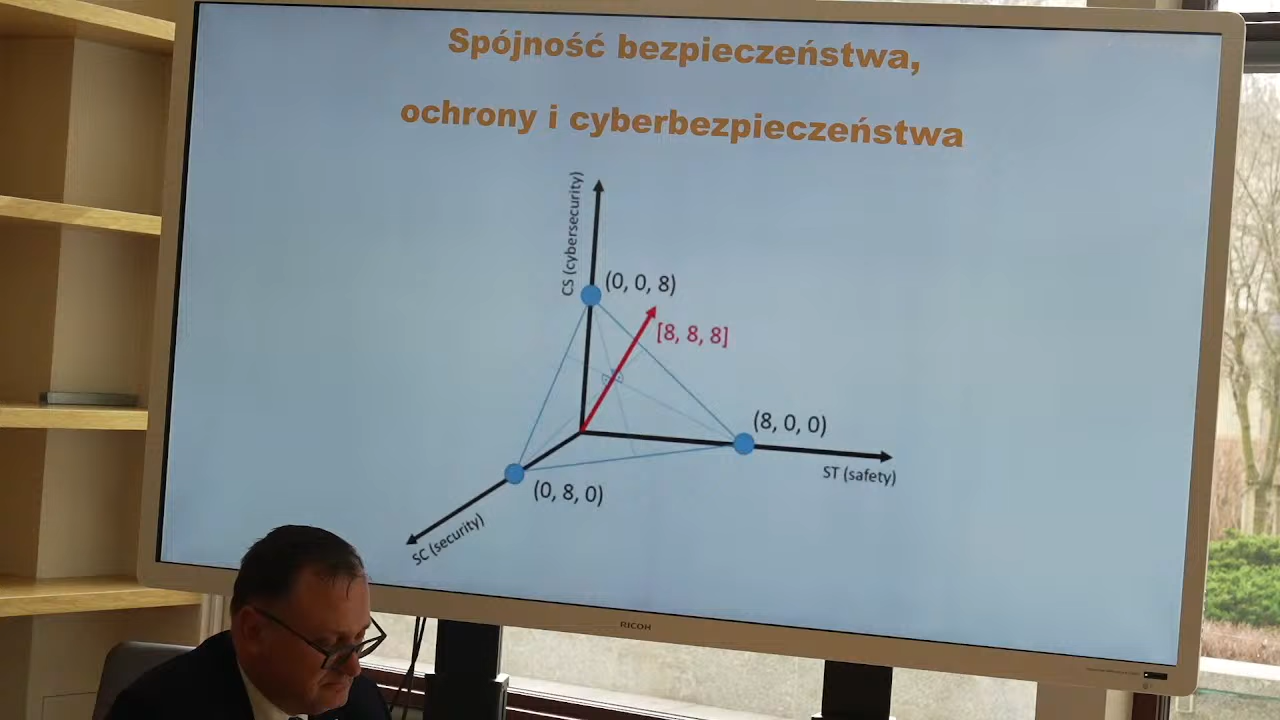 Spójność bezpieczeństwa,
ochrony i cyberbezpieczeństwa
CS (cybersecurity)
(0, 0, 8)
[8, 8, 8]
(8, 0, 0)
ST (safety)
(0, 8, 0)
SC (security)
RICOH